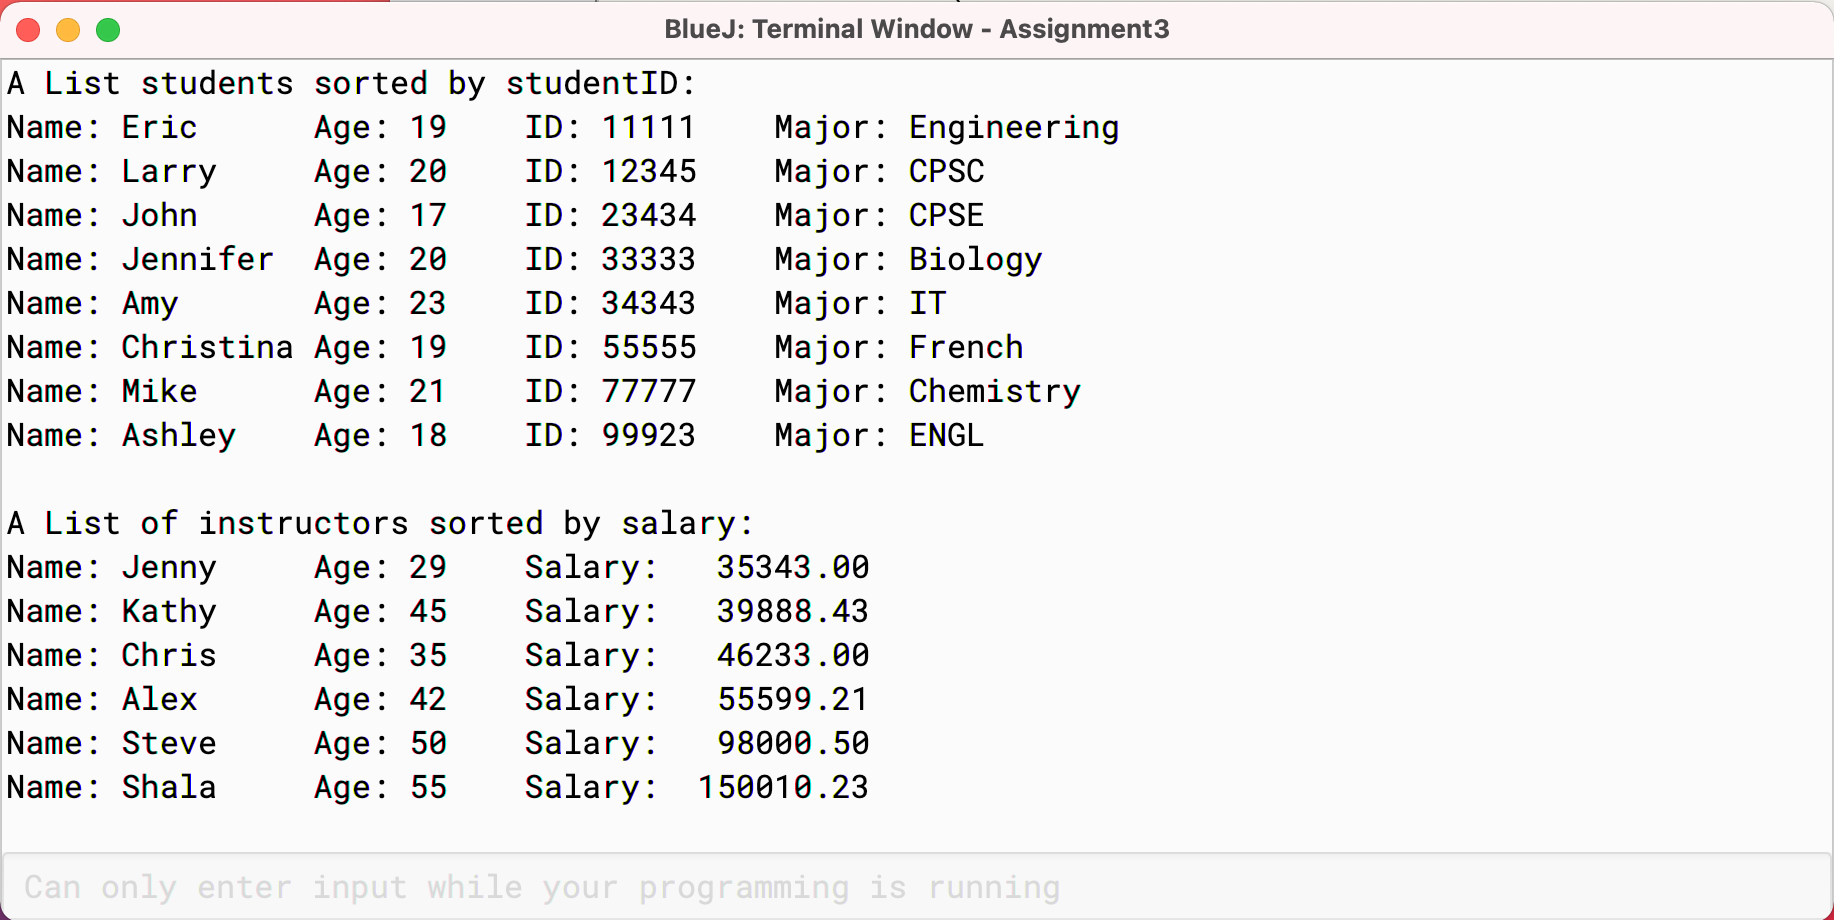 BlueJ: Terminal Window - Assignment3
A List students sorted by studentID:
Name: Eric      Age: 19    ID: 11111    Major: Engineering
Name: Larry     Age: 20    ID: 12345    Major: CPSC
Name: John      Age: 17    ID: 23434    Major: CPSE
Name: Jennifer  Age: 20    ID: 33333    Major: Biology
Name: Amy       Age: 23    ID: 34343    Major: IT
Name: Christina Age: 19    ID: 55555    Major: French
Name: Mike      Age: 21    ID: 77777    Major: Chemistry
Name: Ashley    Age: 18    ID: 99923    Major: ENGL
A List of instructors sorted by salary:
Name: Jenny     Age: 29    Salary:   35343.00
Name: Kathy     Age: 45    Salary:   39888.43
Name: Chris     Age: 35    Salary:   46233.00
Name: Alex      Age: 42    Salary:   55599.21
Name: Steve     Age: 50    Salary:   98000.50
Name: Shala     Age: 55    Salary:  150010.23
Can only enter input while your programming is running